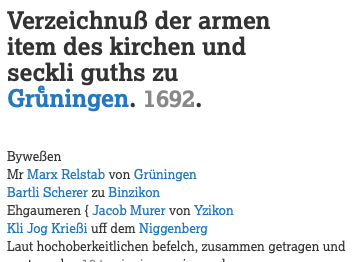 Verzeichnuß der armen
item des kirchen und
seckli guths zu
Gruͤningen. 1692.
Byweßen
Mr Marx Relstab von Grüningen
Bartli Scherer zu Binzikon
Ehgaumeren { Jacob Murer von Yzikon
Kli Jog Krießi uff dem Niggenberg
Laut hochoberkeitlichen befelch, zusammen getragen und